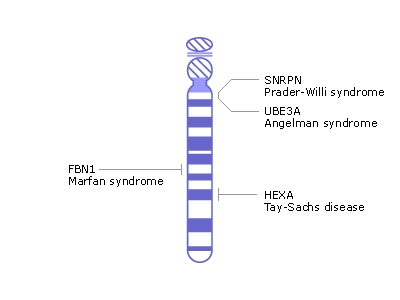 SNRPN
Prader-Willi syndrome
UBE3A
Angelman syndrome
FBN1
Marfan syndrome
HEXA
Tay-Sachs disease